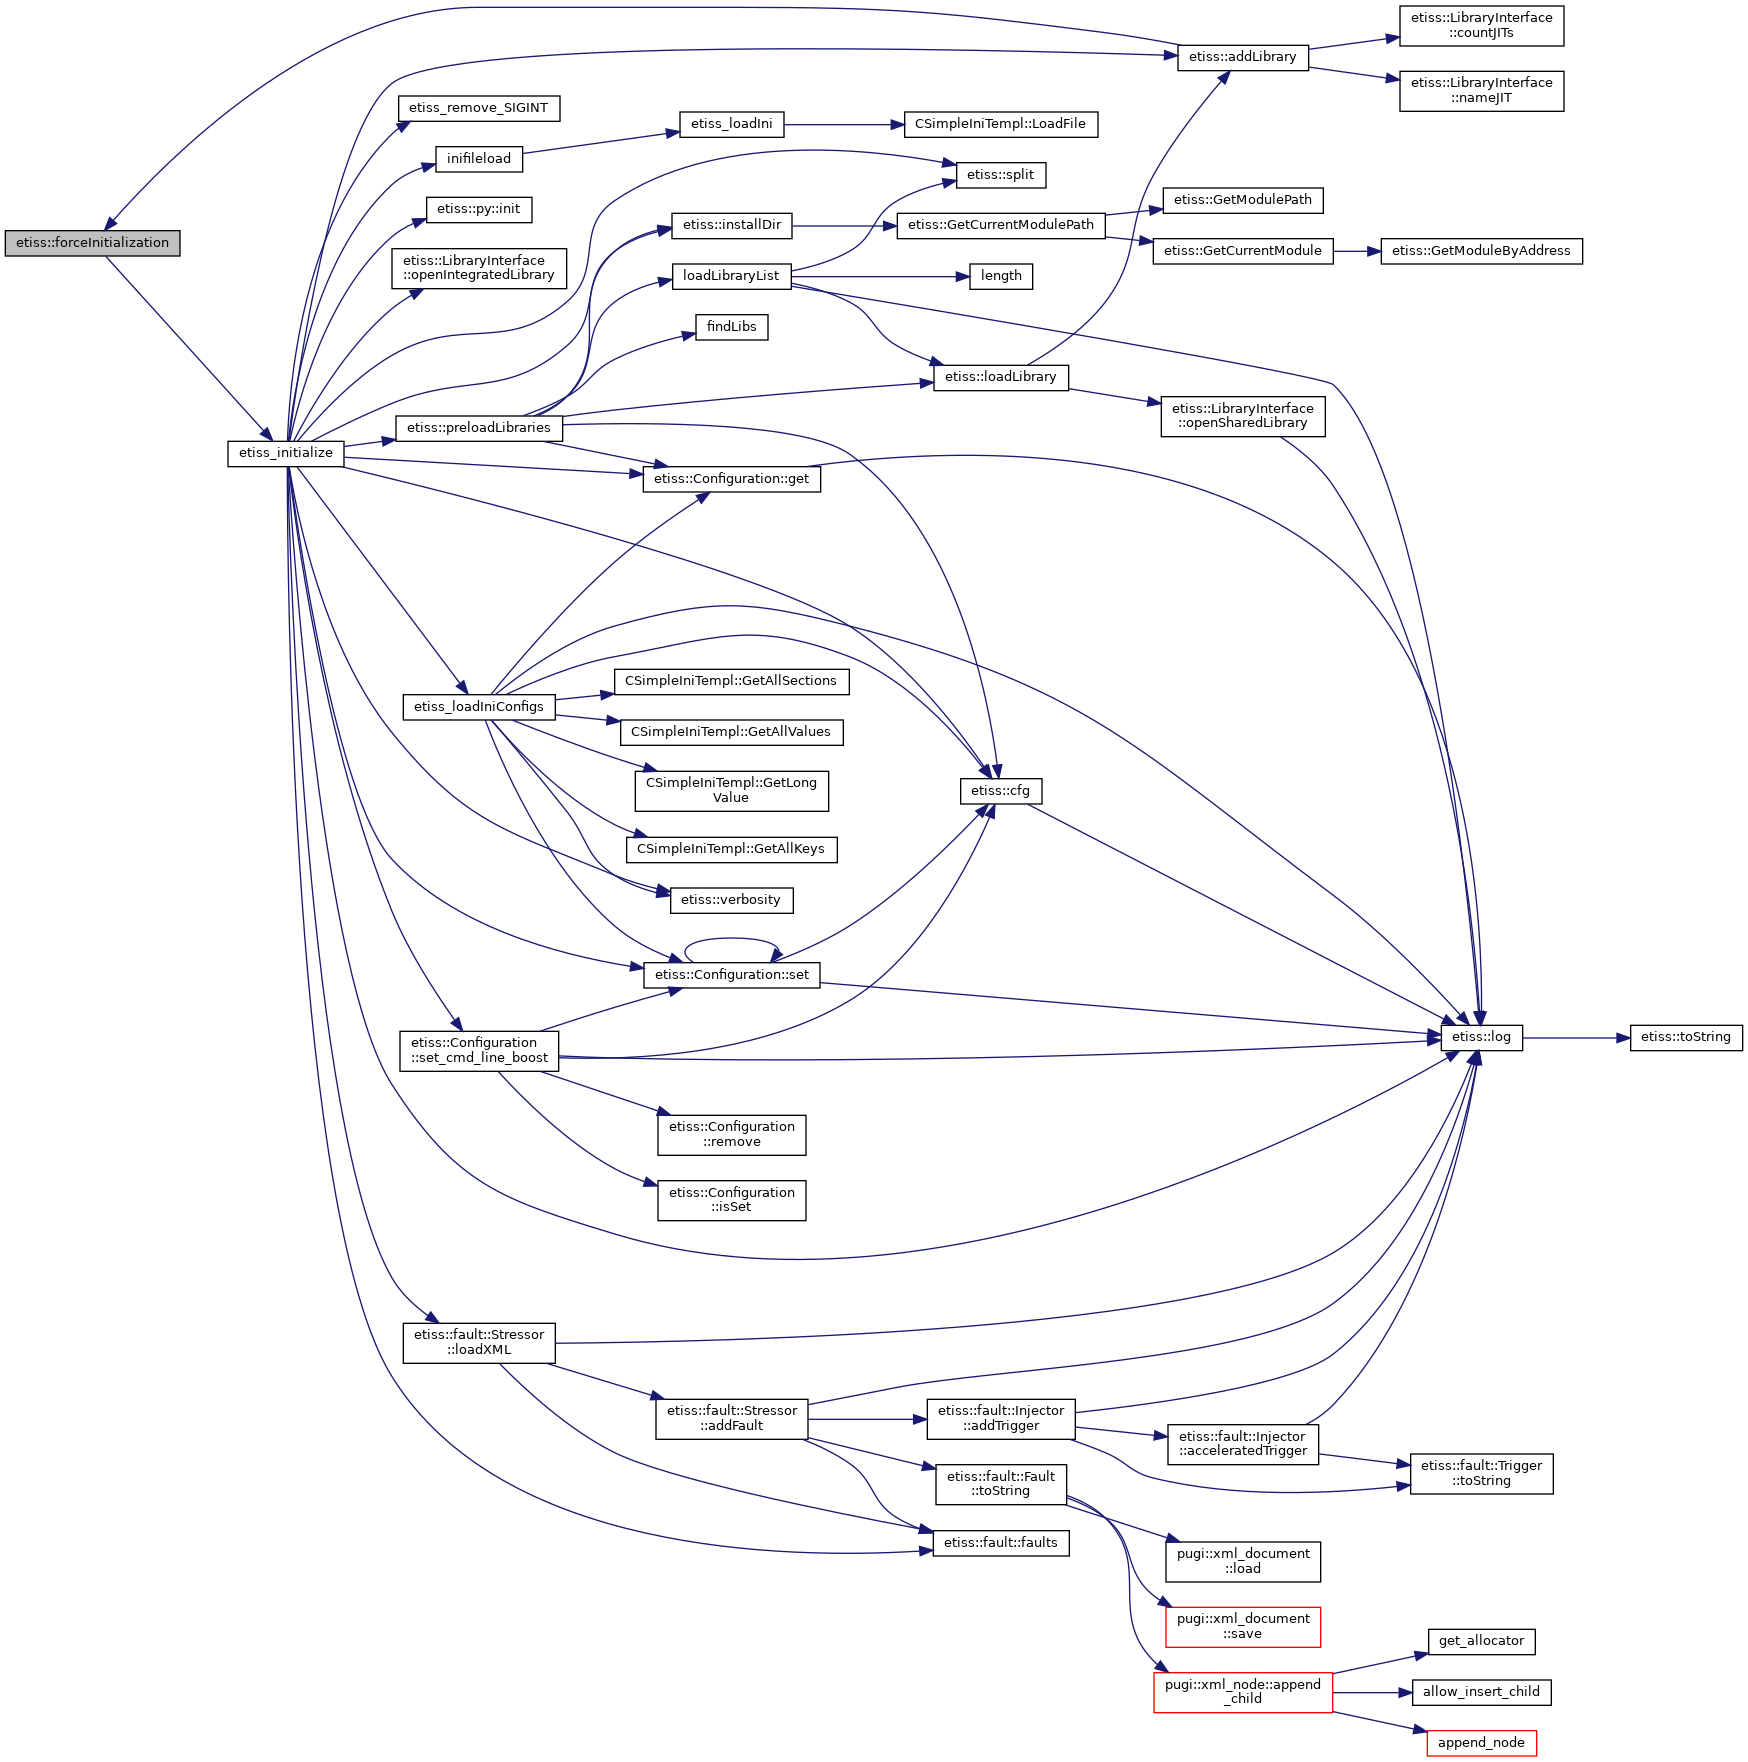 etiss::LibraryInterface
::countJITs
etiss::addLibrary
etiss::LibraryInterface
::nameJIT
etiss_remove_SIGINT
etiss_loadIni
CSimpleIniTempl::LoadFile
inifileload
etiss::split
etiss::py::init
etiss::GetModulePath
etiss::installDir
etiss::GetCurrentModulePath
etiss::forceInitialization
etiss::GetCurrentModule
etiss::GetModuleByAddress
etiss::LibraryInterface
::openIntegratedLibrary
loadLibraryList
length
findLibs
etiss::loadLibrary
etiss::LibraryInterface
::openSharedLibrary
etiss::preloadLibraries
etiss_initialize
etiss::Configuration::get
CSimpleIniTempl::GetAllSections
etiss_loadIniConfigs
CSimpleIniTempl::GetAllValues
CSimpleIniTempl::GetLong
Value
etiss::cfg
CSimpleIniTempl::GetAllKeys
etiss::verbosity
etiss::Configuration::set
etiss::log
etiss::toString
etiss::Configuration
::set_cmd_line_boost
etiss::Configuration
::remove
etiss::Configuration
::isSet
etiss::fault::Stressor
::loadXML
etiss::fault::Stressor
::addFault
etiss::fault::Injector
::addTrigger
etiss::fault::Injector
::acceleratedTrigger
etiss::fault::Trigger
::toString
etiss::fault::Fault
::toString
etiss::fault::faults
pugi::xml_document
::load
pugi::xml_document
::save
get_allocator
pugi::xml_node::append
_child
allow_insert_child
append_node